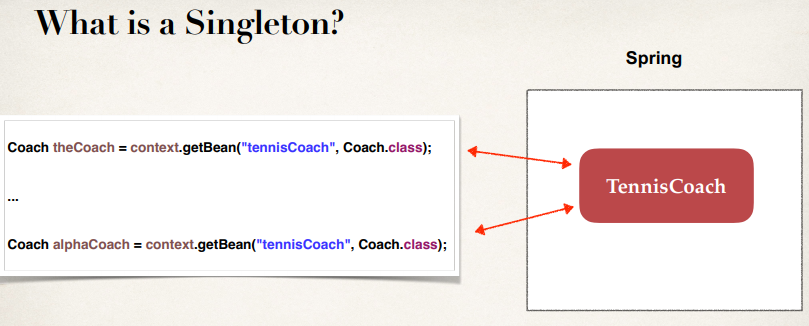 What is a Singleton?
Spring
Coach theCoach = context.getBean("tennisCoach", Coach.class);
...
Coach alphaCoach = context.getBean("tennisCoach", Coach.class);
TennisCoach